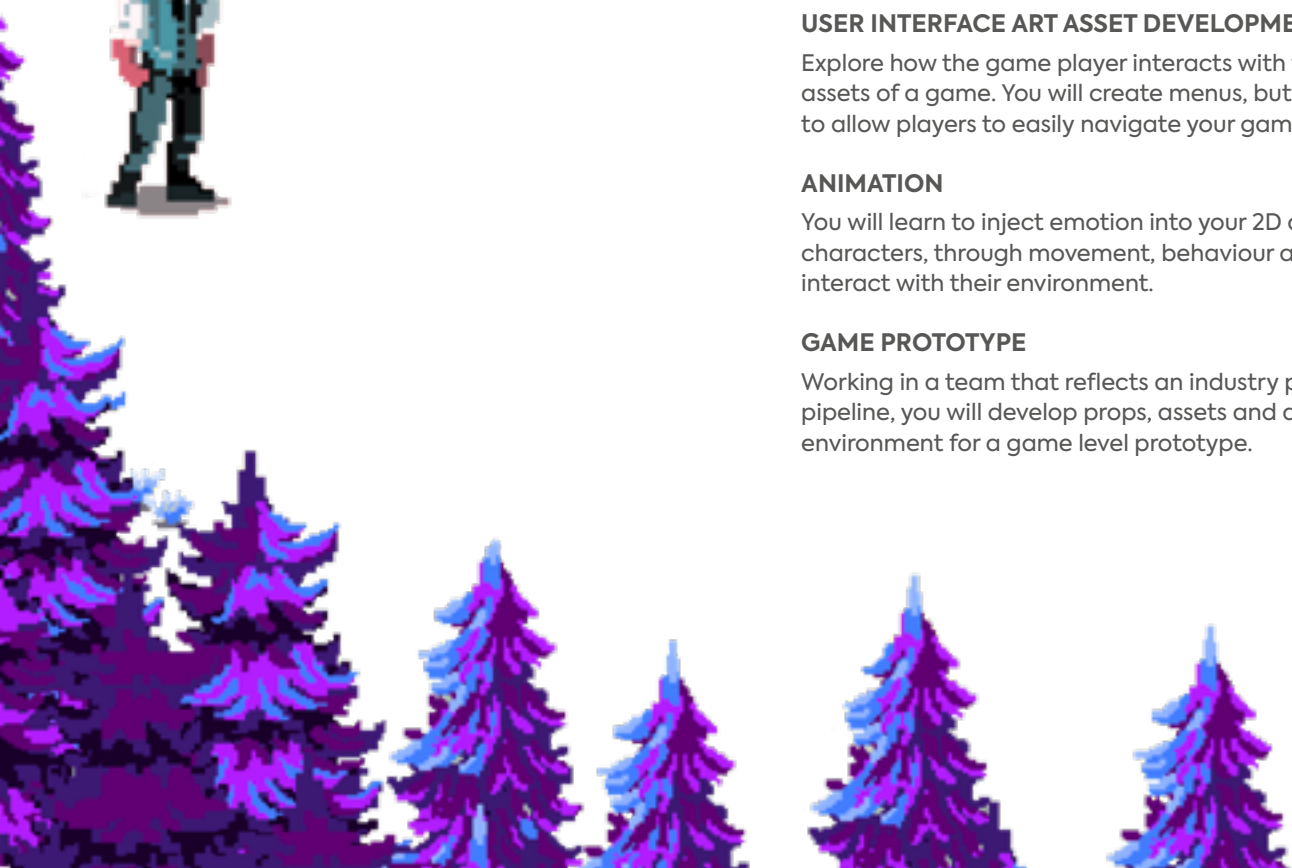 USER INTERFACE ART ASSET
Explore how the game player interacts with
assets of a game. You will create menus,
to allow players to easily navigate your
ANIMATION
You will learn to inject emotion into your 2D
characters, through movement, behaviour
interact with their environment.
GAME PROTOTYPE
Working in a team that reflects an industry
pipeline, you will develop props, assets and
environment for a game level prototype.